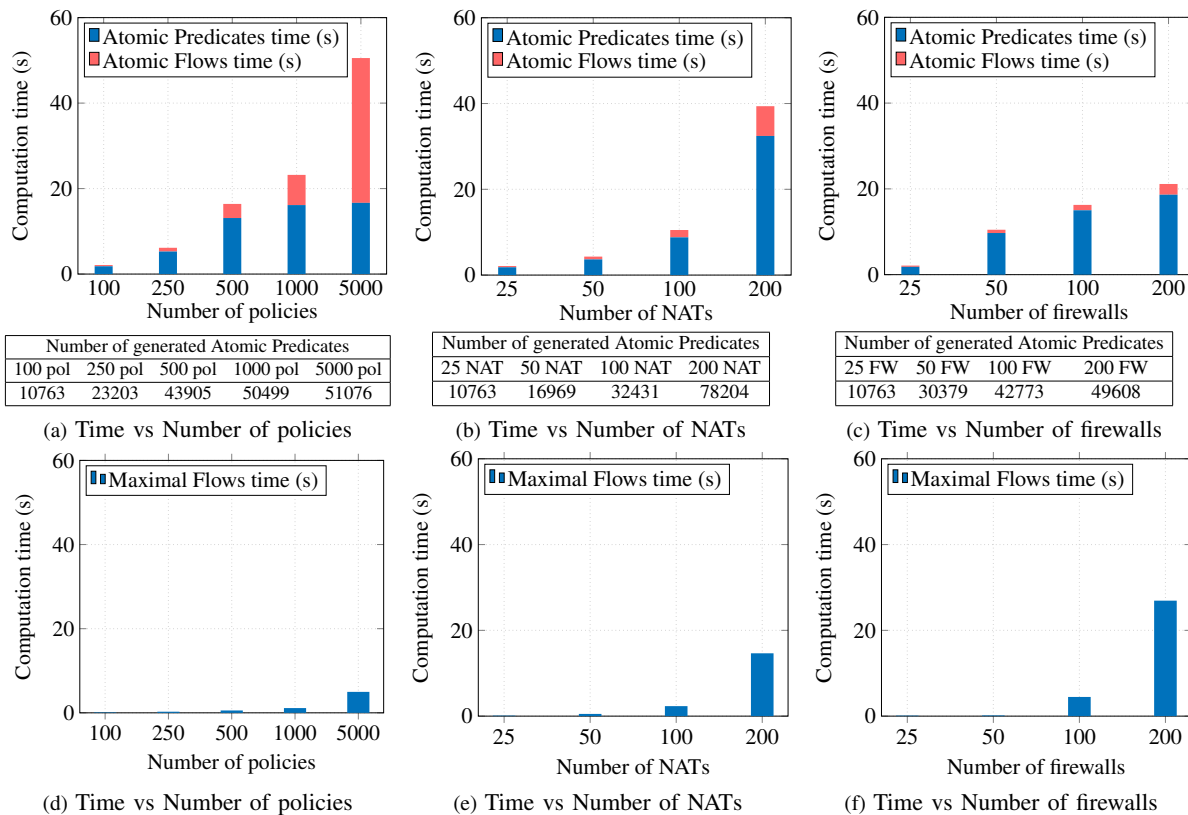 60
40
20
0
Computation time (s)
Atomic Predicates time (s)
Atomic Flows time (s)
100 250 500 1000 5000
Number of policies
Number of generated Atomic Predicates
100 pol 250 pol 500 pol 1000 pol 5000 pol
10763 23203 43905 50499 51076
(a) Time vs Number of policies
60
40
20
0
Computation time (s)
Atomic Predicates time (s)
Atomic Flows time (s)
25 50 100 200
Number of NATs
Number of generated Atomic Predicates
25 NAT 50 NAT 100 NAT 200 NAT
10763 16969 32431 78204
(b) Time vs Number of NATs
60
40
20
0
Computation time (s)
Atomic Predicates time (s)
Atomic Flows time (s)
25 50 100 200
Number of firewalls
Number of generated Atomic Predicates
25 FW 50 FW 100 FW 200 FW
10763 30379 42773 49608
(c) Time vs Number of firewalls
60
40
20
0
Computation time (s)
Maximal Flows time (s)
100 250 500 1000 5000
Number of policies
(d) Time vs Number of policies
60
40
20
0
Computation time (s)
Maximal Flows time (s)
25 50 100 200
Number of NATs
(e) Time vs Number of NATs
60
40
20
0
Computation time (s)
Maximal Flows time (s)
25 50 100 200
Number of firewalls
(f) Time vs Number of firewalls